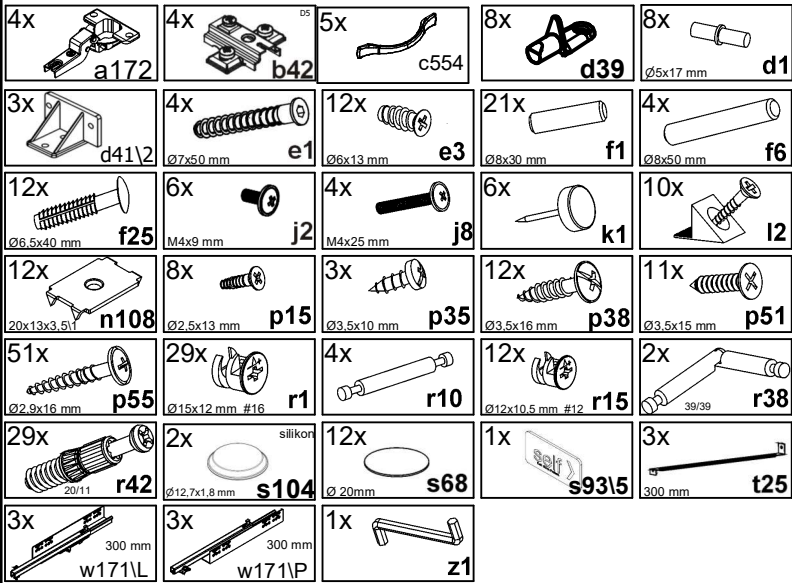 4x
a172
4x D5
b42
5x
c554
8x
d39
8x
Ø5x17 mm d1
3x
d41\2
4x
Ø7x50 mm e1
12x
Ø6x13 mm e3
21x
Ø8x30 mm f1
4x
Ø8x50 mm f6
12x
Ø6,5x40 mm f25
6x
M4x9 mm j2
4x
M4x25 mm j8
6x
k1
10x
l2
12x
20x13x3,5\1 n108
8x
Ø2,5x13 mm p15
3x
Ø3,5x10 mm p35
12x
Ø3,5x16 mm p38
11x
Ø3,5x15 mm p51
51x
Ø2,9x16 mm p55
29x
Ø15x12 mm #16 r1
4x
r10
12x
Ø12x10,5 mm #12 r15
2x
39/39 r38
29x
20/11 r42
2x silikon
Ø12,7x1,8 mm s104
12x
Ø 20mm s68
1x
self
s93\5
3x
300 mm t25
3x
300 mm
w171\L
3x
300 mm
w171\P
1x
z1